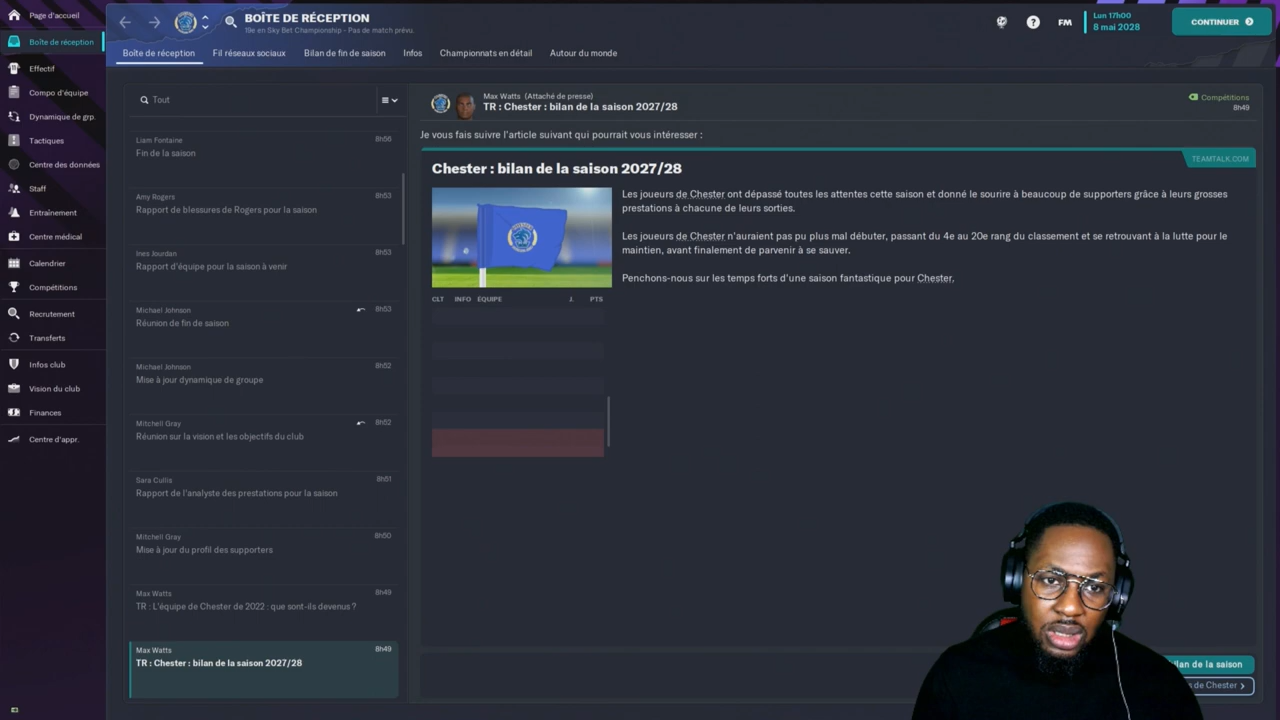 Page d'accueil
Boîte de réception
Effectif
Compo d'équipe
Dynamique de grp.
Tactiques
Centre des données
Staff
Entraînement
Centre médical
Calendrier
Compétitions
Recrutement
Transferts
Infos club
Vision du club
Finances
Centre d'appr.
BOÎTE DE RÉCEPTION
19e en Sky Bet Championship - Pas de match prévu.
FM
Lun 17h00
8 mai 2028
CONTINUER
Boîte de réception
Fil réseaux sociaux
Bilan de fin de saison
Infos
Championnats en détail
Autour du monde
Tout
Liam Fontaine 8h56
Fin de la saison
Amy Rogers 8h53
Rapport de blessures de Rogers pour la saison
Ines Jourdan 8h53
Rapport d'équipe pour la saison à venir
Michael Johnson 8h53
Réunion de fin de saison
Michael Johnson 8h52
Mise à jour dynamique de groupe
Mitchell Gray 8h52
Réunion sur la vision et les objectifs du club
Sara Cullis 8h51
Rapport de l'analyste des prestations pour la saison
Mitchell Gray 8h50
Mise à jour du profil des supporters
Max Watts 8h49
TR : L'équipe de Chester de 2022 : que sont-ils devenus ?
Max Watts 8h49
TR : Chester : bilan de la saison 2027/28
Max Watts (Attaché de presse)
TR : Chester : bilan de la saison 2027/28
Compétitions
8h49
Je vous fais suivre l'article suivant qui pourrait vous intéresser :
TEAMTALK.COM
Chester : bilan de la saison 2027/28
Les joueurs de Chester ont dépassé toutes les attentes cette saison et donné le sourire à beaucoup de supporters grâce à leurs grosses
prestations à chacune de leurs sorties.
Les joueurs de Chester n'auraient pas pu plus mal débuter, passant du 4e au 20e rang du classement et se retrouvant à la lutte pour le
maintien, avant finalement de parvenir à se sauver.
Penchons-nous sur les temps forts d'une saison fantastique pour Chester.
CLT INFO ÉQUIPE J. PTS
ilan de la saison
s de Chester